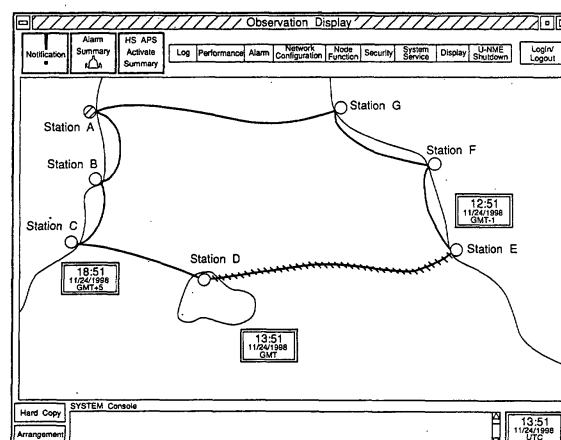 Observation Display
Notification
Alarm
Summary
HS APS
Activate
Summary
Log
Performance
Alarm
Network
Configuration
Node
Function
Security
System
Service
Display
U-NME
Shutdown
Login/
Logout
Station A
Station G
Station B
Station F
Station C
Station D
Station E
12:51
11/24/1998
GMT-1
18:51
11/24/1998
GMT+5
13:51
11/24/1998
GMT
Hard Copy
SYSTEM Console
Arrangement
13:51
11/24/1998
UTC